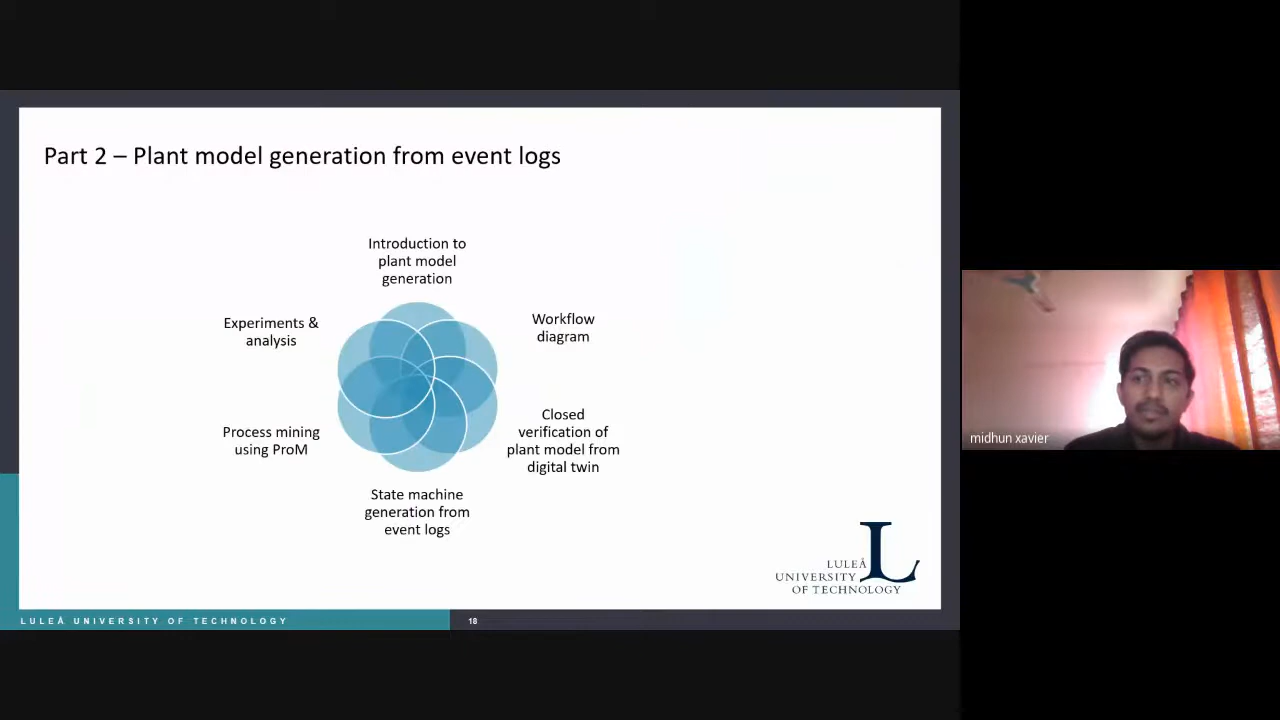 Part 2 – Plant model generation from event logs
Introduction to
plant model
generation
Workflow
diagram
Closed
verification of
plant model from
digital twin
State machine
generation from
event logs
Process mining
using ProM
Experiments &
analysis
LULEÅ
UNIVERSITY
OF TECHNOLOGY
L
LULEÅ UNIVERSITY OF TECHNOLOGY
18
midhun xavier